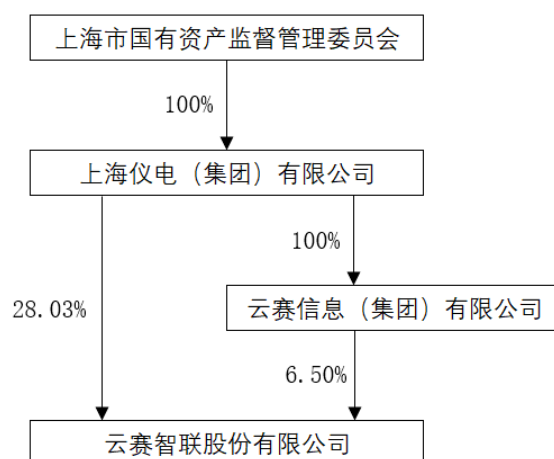 上海市国有资产监督管理委员会
100%
上海仪电（集团）有限公司
100%
28.03%
云赛信息（集团）有限公司
6.50%
云赛智联股份有限公司